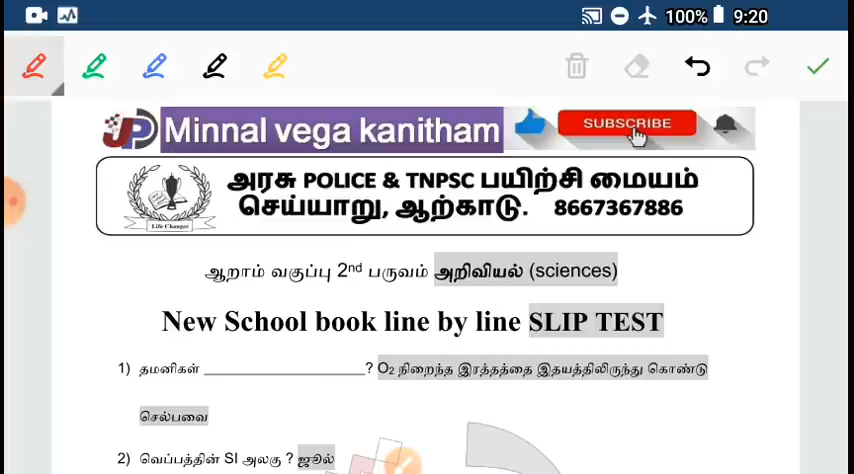 100% 9:20
JP Minnal vega kanitham SUBSCRIBE
அரசு POLICE & TNPSC பயிற்சி மையம்
செய்யாறு, ஆற்காடு. 8667367886
Life Changer
ஆறாம் வகுப்பு 2nd பருவம் அறிவியல் (sciences)
New School book line by line SLIP TEST
1) தமனிகள் ____________________? O2 நிறைந்த இரத்தத்தை இதயத்திலிருந்து கொண்டு
செல்பவை
2) வெப்பத்தின் SI அலகு ? ஜூல்